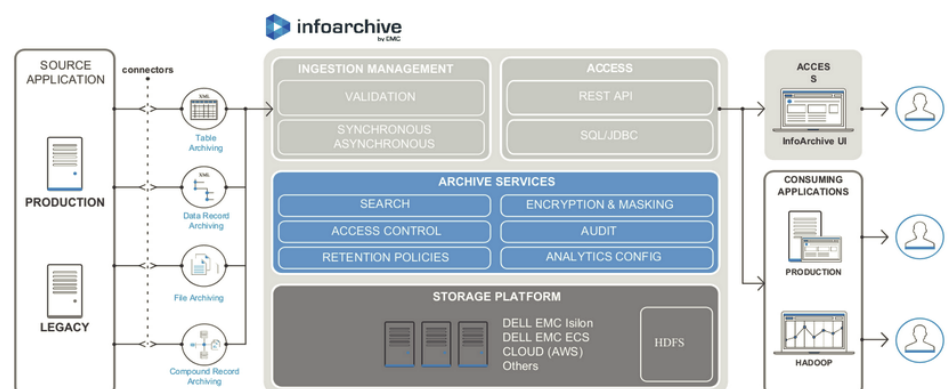 infoarchive
by EMC
SOURCE
APPLICATION
connectors
PRODUCTION
LEGACY
XML
Table
Archiving
XML
Data Record
Archiving
File Archiving
Compound Record
Archiving
INGESTION MANAGEMENT
VALIDATION
SYNCHRONOUS
ASYNCHRONOUS
ACCESS
REST API
SQL/JDBC
ARCHIVE SERVICES
SEARCH
ENCRYPTION & MASKING
ACCESS CONTROL
AUDIT
RETENTION POLICIES
ANALYTICS CONFIG
STORAGE PLATFORM
DELL EMC Isilon
DELL EMC ECS
CLOUD (AWS)
Others
HDFS
ACCES
S
InfoArchive UI
CONSUMING
APPLICATIONS
PRODUCTION
HADOOP